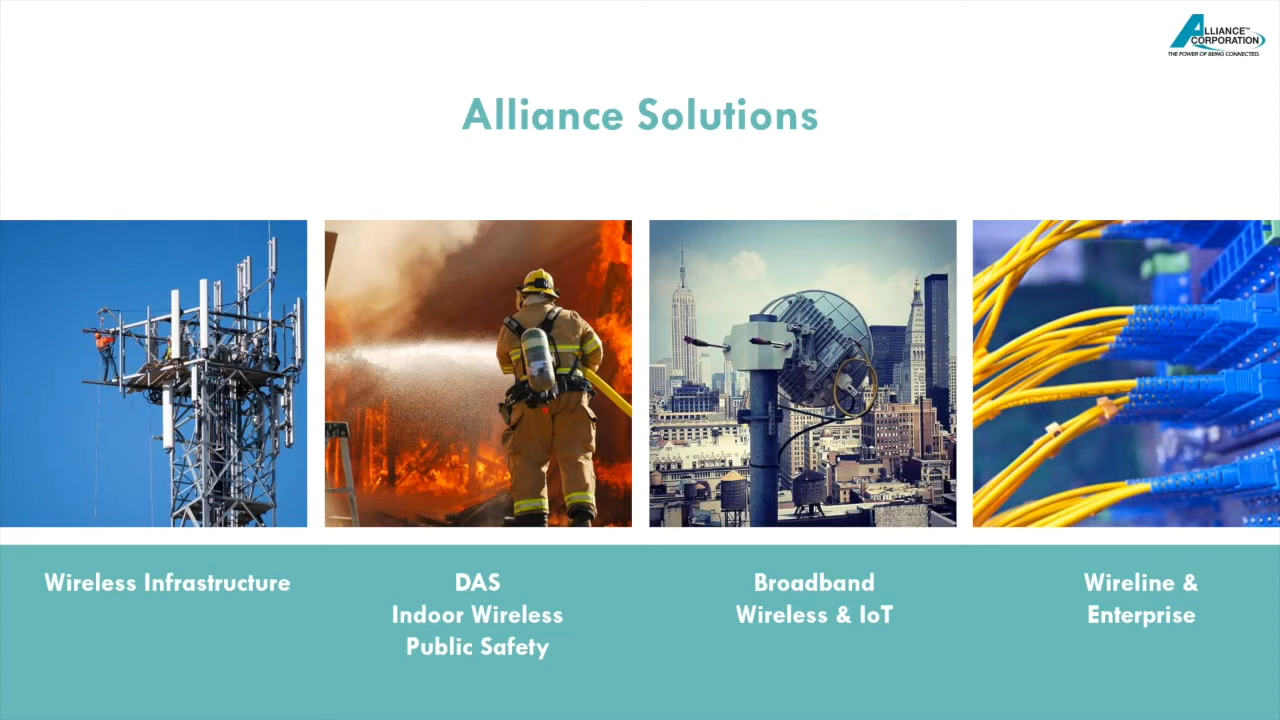 ALLIANCE™
CORPORATION
THE POWER OF BEING CONNECTED.
Alliance Solutions
Wireless Infrastructure
DAS
Indoor Wireless
Public Safety
Broadband
Wireless & IoT
Wireline &
Enterprise